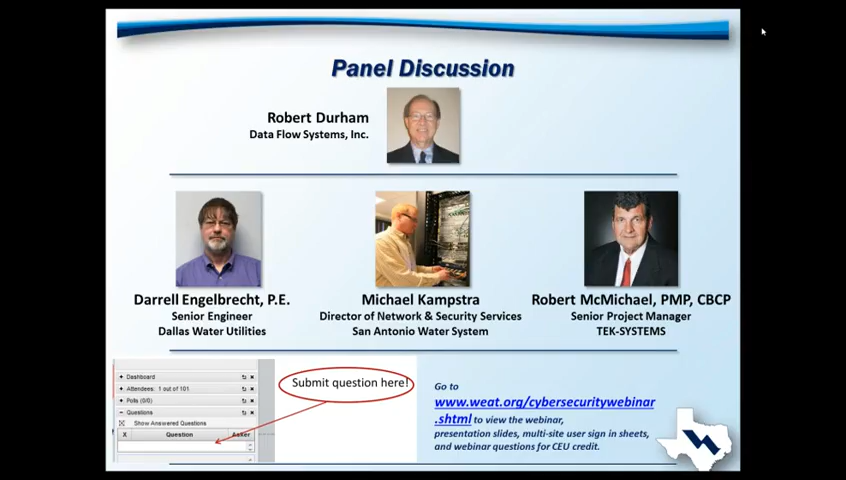 Panel Discussion
Robert Durham
Data Flow Systems, Inc.
Darrell Engelbrecht, P.E.
Senior Engineer
Dallas Water Utilities
Michael Kampstra
Director of Network & Security Services
San Antonio Water System
Robert McMichael, PMP, CBCP
Senior Project Manager
TEK-SYSTEMS
Dashboard
Attendees: 1 out of 101
Polls (0/0)
Questions
Show Answered Questions
X Question Asker
Submit question here!
Go to
www.weat.org/cybersecuritywebinar
.shtml to view the webinar,
presentation slides, multi-site user sign in sheets,
and webinar questions for CEU credit.